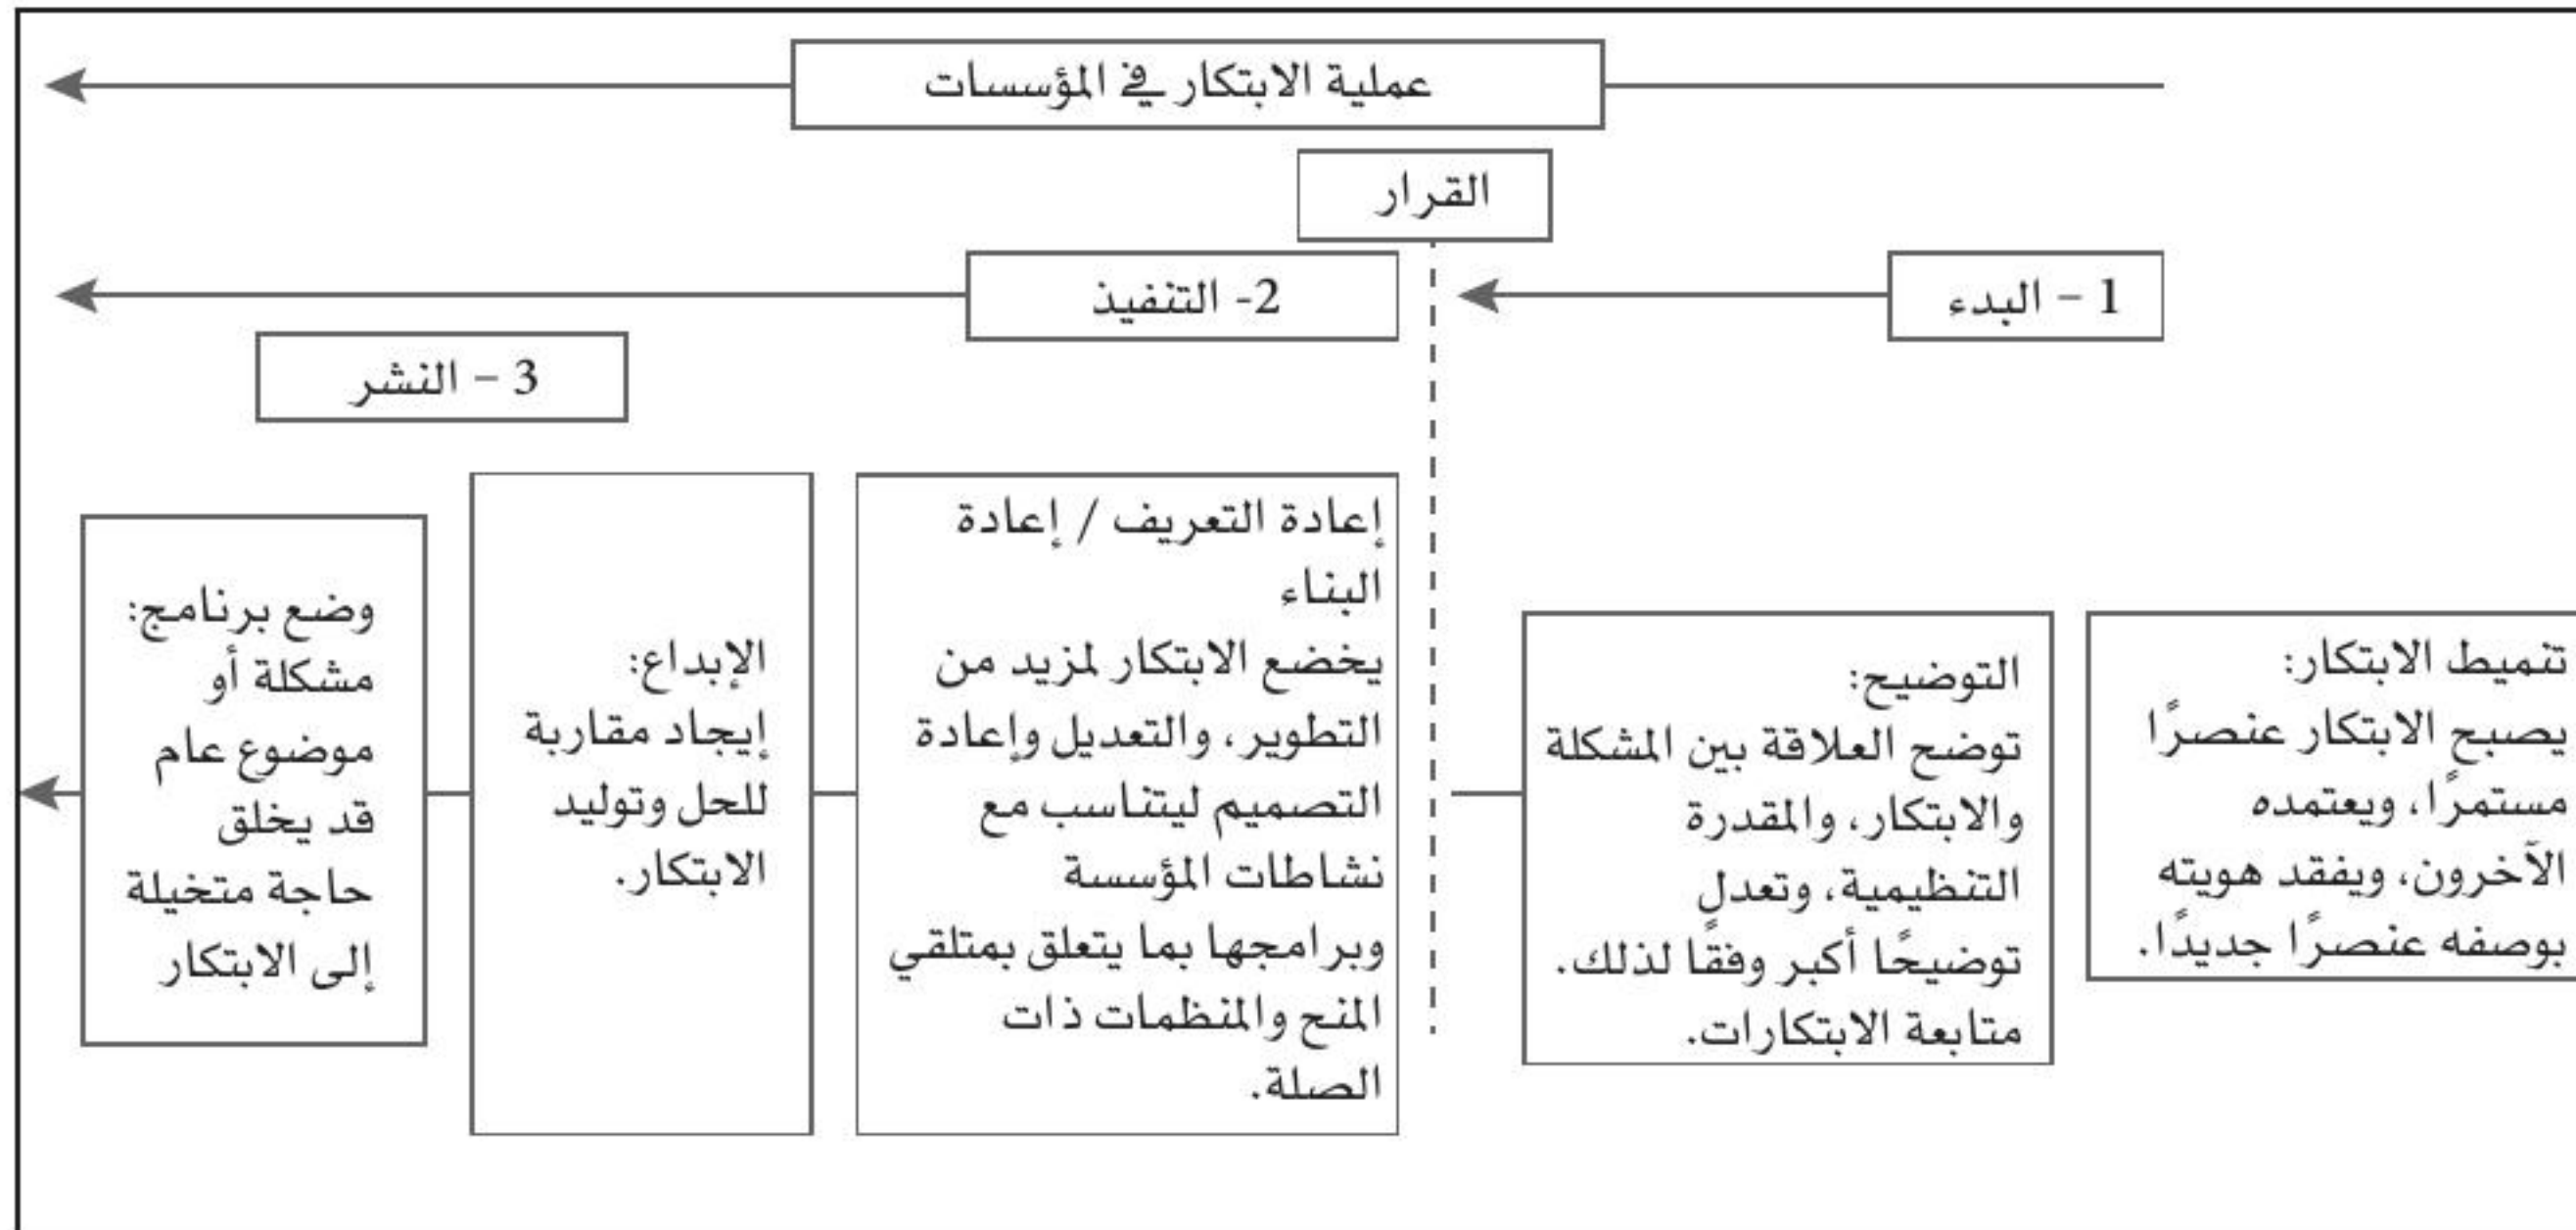 عملية الابتكار في المؤسسات
القرار
1 – البدء
2- التنفيذ
3 – النشر
تنميط الابتكار:
يصبح الابتكار عنصرًا
مستمرًا، ويعتمده
الآخرون، ويفقد هويته
بوصفه عنصرًا جديدًا.
التوضيح:
توضح العلاقة بين المشكلة
والابتكار، والمقدرة
التنظيمية، وتعدل
توضيحًا أكبر وفقًا لذلك.
متابعة الابتكارات.
إعادة التعريف / إعادة
البناء
يخضع الابتكار لمزيد من
التطوير، والتعديل وإعادة
التصميم ليتناسب مع
نشاطات المؤسسة
وبرامجها بما يتعلق بمتلقي
المنح والمنظمات ذات
الصلة.
الإبداع:
إيجاد مقاربة
للحل وتوليد
الابتكار.
وضع برنامج:
مشكلة أو
موضوع عام
قد يخلق
حاجة متخيلة
إلى الابتكار